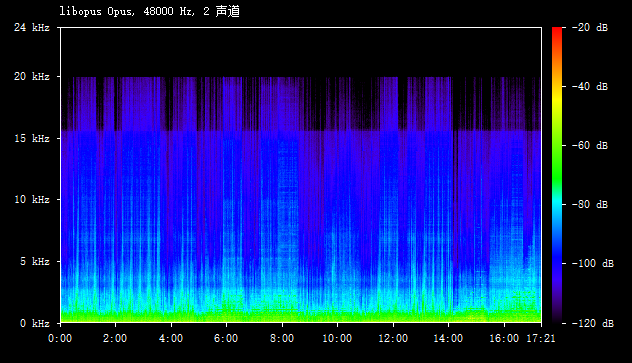 libopus Opus, 48000 Hz, 2 声道
24 kHz
20 kHz
15 kHz
10 kHz
5 kHz
0 kHz
0:00 2:00 4:00 6:00 8:00 10:00 12:00 14:00 16:00 17:21
-20 dB
-40 dB
-60 dB
-80 dB
-100 dB
-120 dB